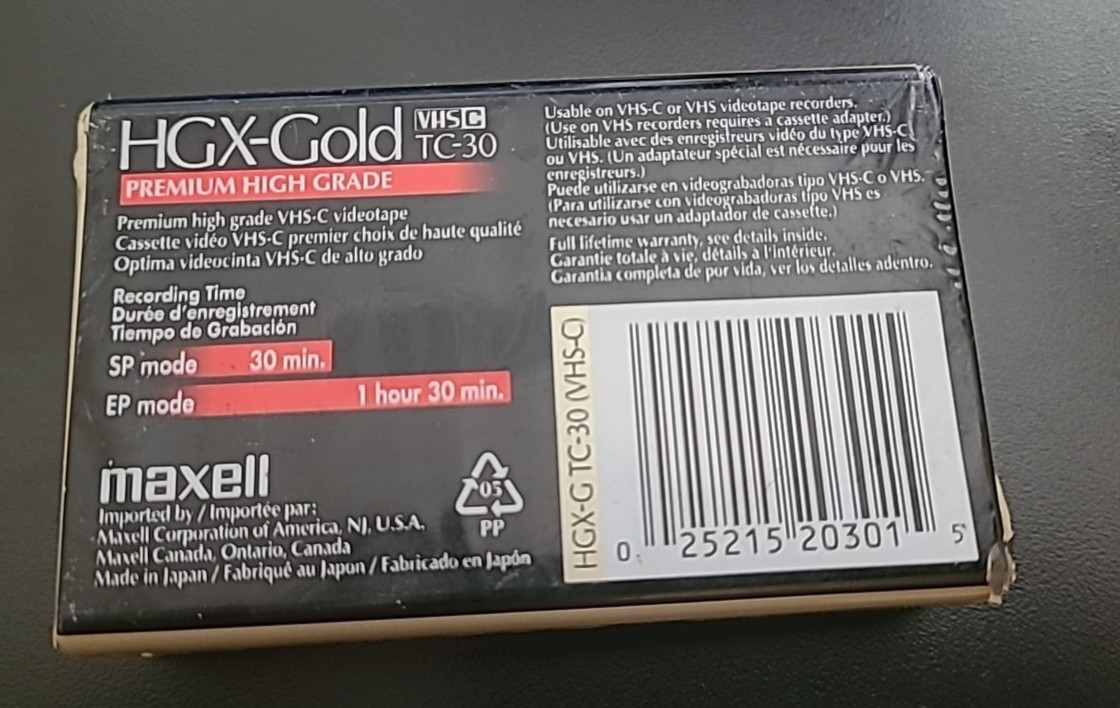 HGX-Gold VHSC
TC-30
PREMIUM HIGH GRADE
Premium high grade VHS-C videotape
Cassette vidéo VHS-C premier choix de haute qualité
Optima videocinta VHS-C de alto grado
Recording Time
Durée d'enregistrement
Tiempo de Grabación
SP mode 30 min.
EP mode 1 hour 30 min.
maxell
Imported by / Importée par:
Maxell Corporation of America, NJ, U.S.A.
Maxell Canada, Ontario, Canada
Made in Japan / Fabriqué au Japon / Fabricado en Japón
05
PP
Usable on VHS-C or VHS videotape recorders.
(Use on VHS recorders requires a cassette adapter.)
Utilisable avec des enregistreurs vidéo du type VHS-C
ou VHS. (Un adaptateur spécial est nécessaire pour les
enregistreurs.)
Puede utilizarse en videograbadoras tipo VHS-C o VHS.
(Para utilizarse con videograbadoras tipo VHS es
necesario usar un adaptador de cassette.)
Full lifetime warranty, see details inside.
Garantie totale à vie, détails à l'intérieur.
Garantia completa de por vida, ver los detalles adentro.
HGX-G TC-30 (VHS-C)
0 25215 20301 5